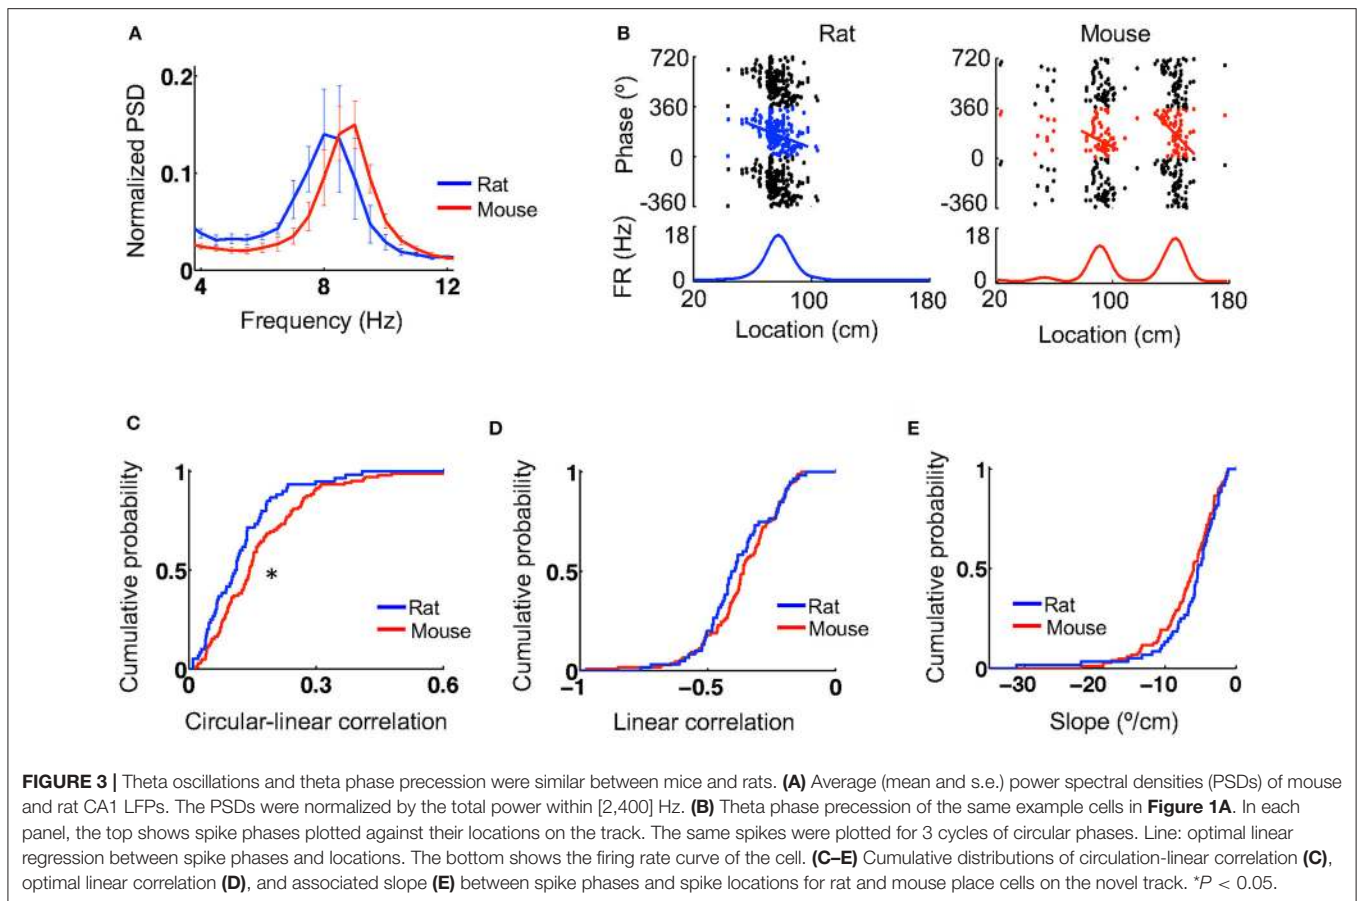 A
Normalized PSD
0.2
0.1
0
4
8
12
Frequency (Hz)
Rat
Mouse
B
Rat
Mouse
Phase (º)
720
360
0
-360
720
360
0
-360
FR (Hz)
18
0
18
0
20
100
180
20
100
180
Location (cm)
Location (cm)
C
Cumulative probability
1
0.5
0
*
Rat
Mouse
0
0.3
0.6
Circular-linear correlation
D
Cumulative probability
1
0.5
0
Rat
Mouse
−1
−0.5
0
Linear correlation
E
Cumulative probability
1
0.5
0
Rat
Mouse
−30
−20
−10
0
Slope (º/cm)
FIGURE 3 | Theta oscillations and theta phase precession were similar between mice and rats. (A) Average (mean and s.e.) power spectral densities (PSDs) of mouse
and rat CA1 LFPs. The PSDs were normalized by the total power within [2,400] Hz. (B) Theta phase precession of the same example cells in Figure 1A. In each
panel, the top shows spike phases plotted against their locations on the track. The same spikes were plotted for 3 cycles of circular phases. Line: optimal linear
regression between spike phases and locations. The bottom shows the firing rate curve of the cell. (C–E) Cumulative distributions of circulation-linear correlation (C),
optimal linear correlation (D), and associated slope (E) between spike phases and spike locations for rat and mouse place cells on the novel track. *P < 0.05.